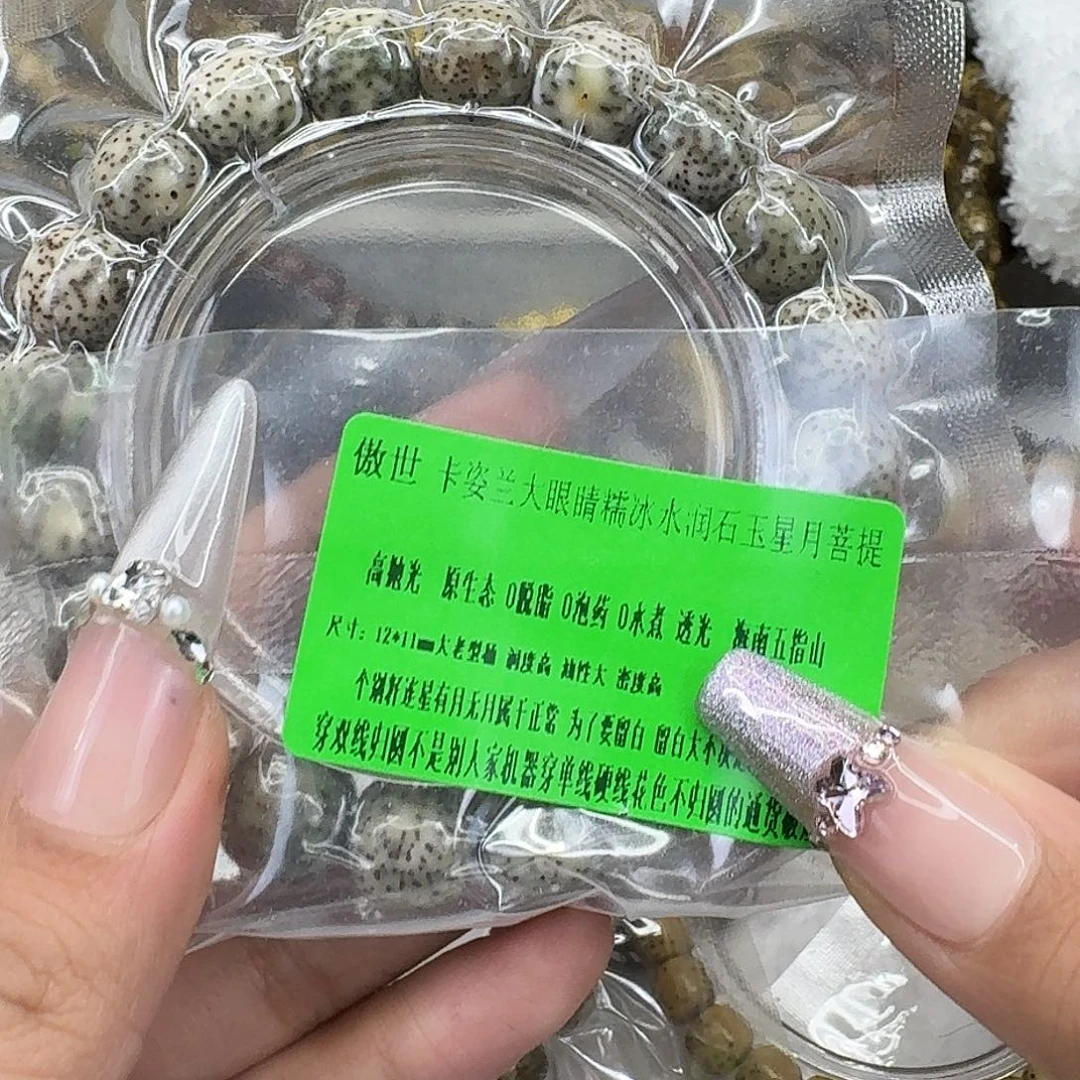 傲世 卡姿兰大眼睛糯冰水润石玉星月菩提
高抛光 原生态 0脱脂 0泡药 0水煮 透光 海南五指山
尺寸：12*11mm大老型桶 润度高 油性大 密度高
个别籽连星有月无月属于正常 为了要留白 留白大不
穿双线归圆不是别人家机器穿单线硬线花色不归圆的通货